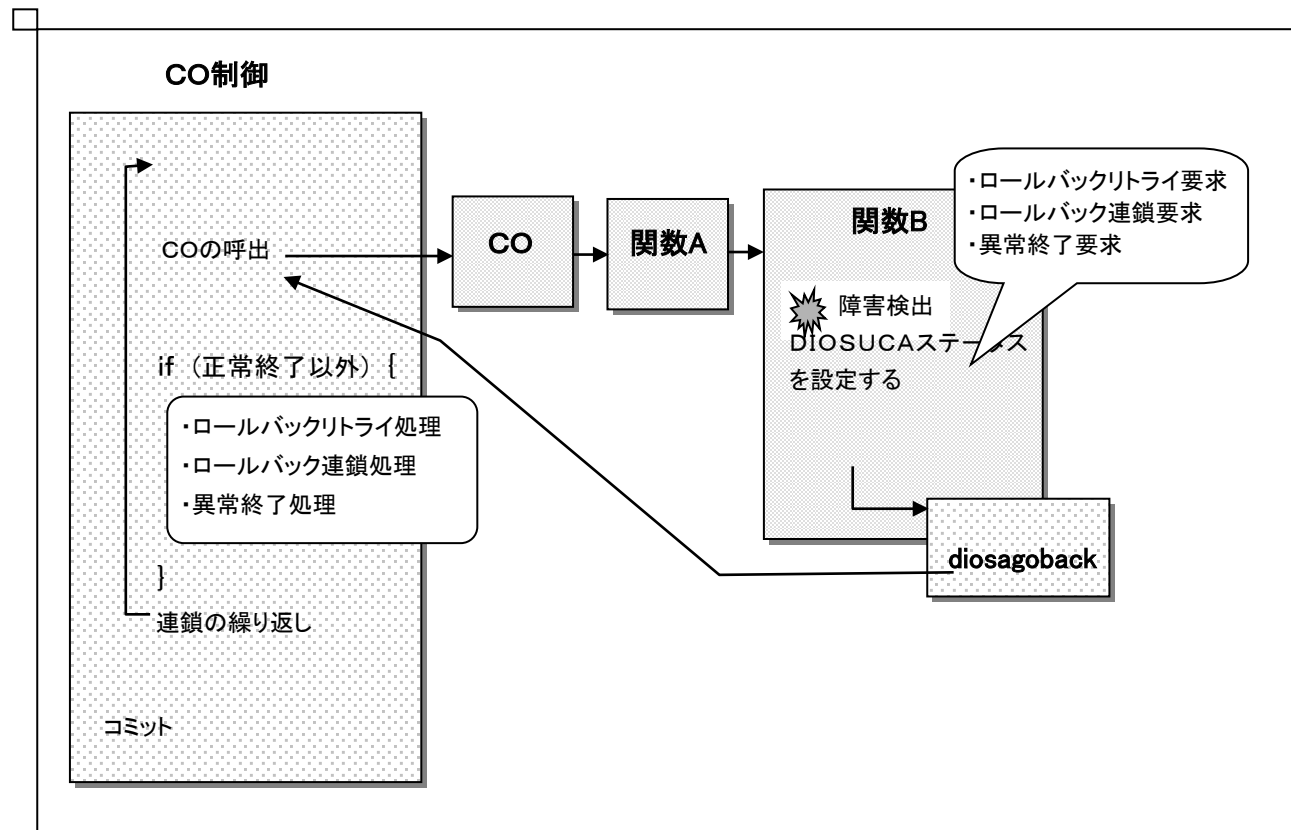 CO制御
COの呼出
if（正常終了以外）{
・ロールバックリトライ処理
・ロールバック連鎖処理
・異常終了処理
}
連鎖の繰り返し
コミット
CO
関数A
関数B
障害検出
DIOSUCAステータス
を設定する
・ロールバックリトライ要求
・ロールバック連鎖要求
・異常終了要求
diosagoback